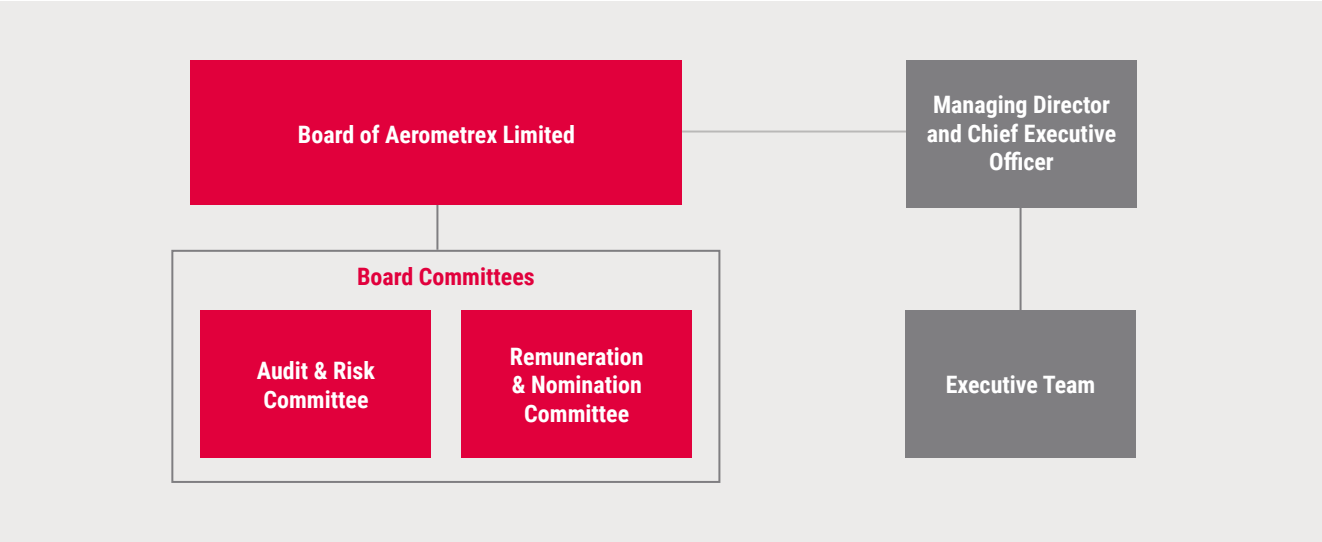 Board of Aerometrex Limited
Managing Director
and Chief Executive
Officer
Board Committees
Audit & Risk
Committee
Remuneration
& Nomination
Committee
Executive Team